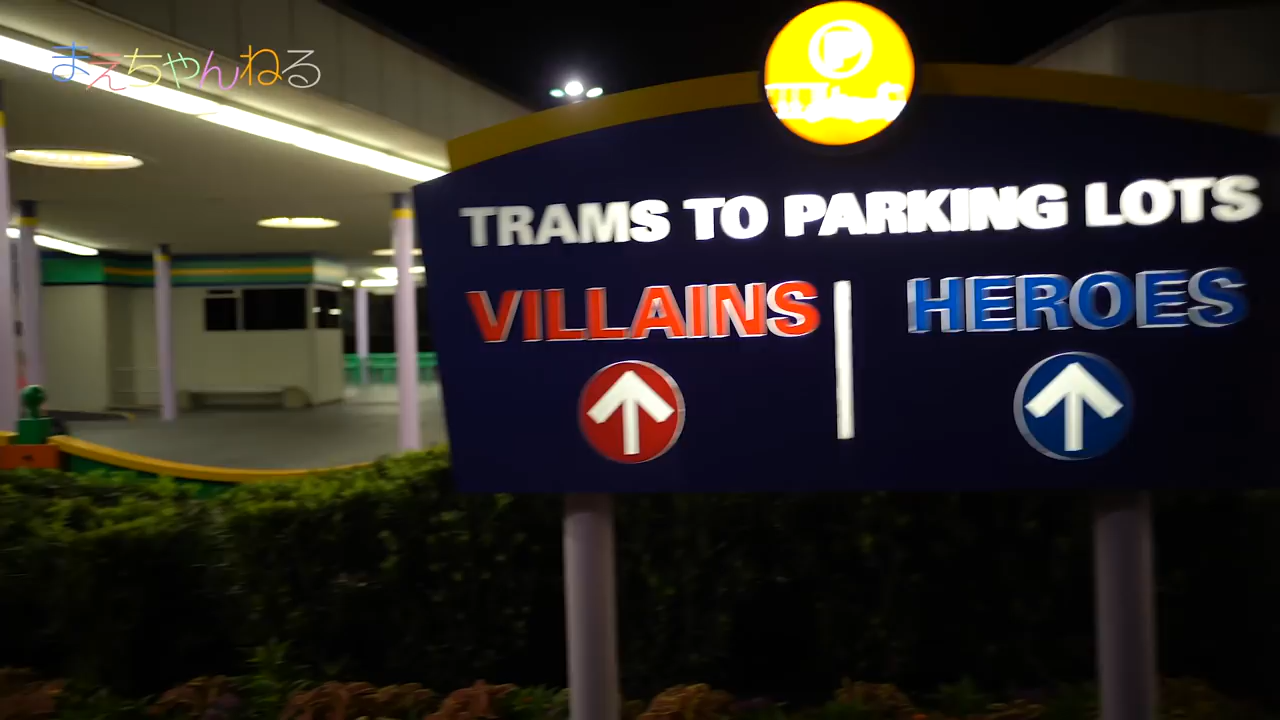 まえちゃんねる
P
TRAMS TO PARKING LOTS
VILLAINS
HEROES